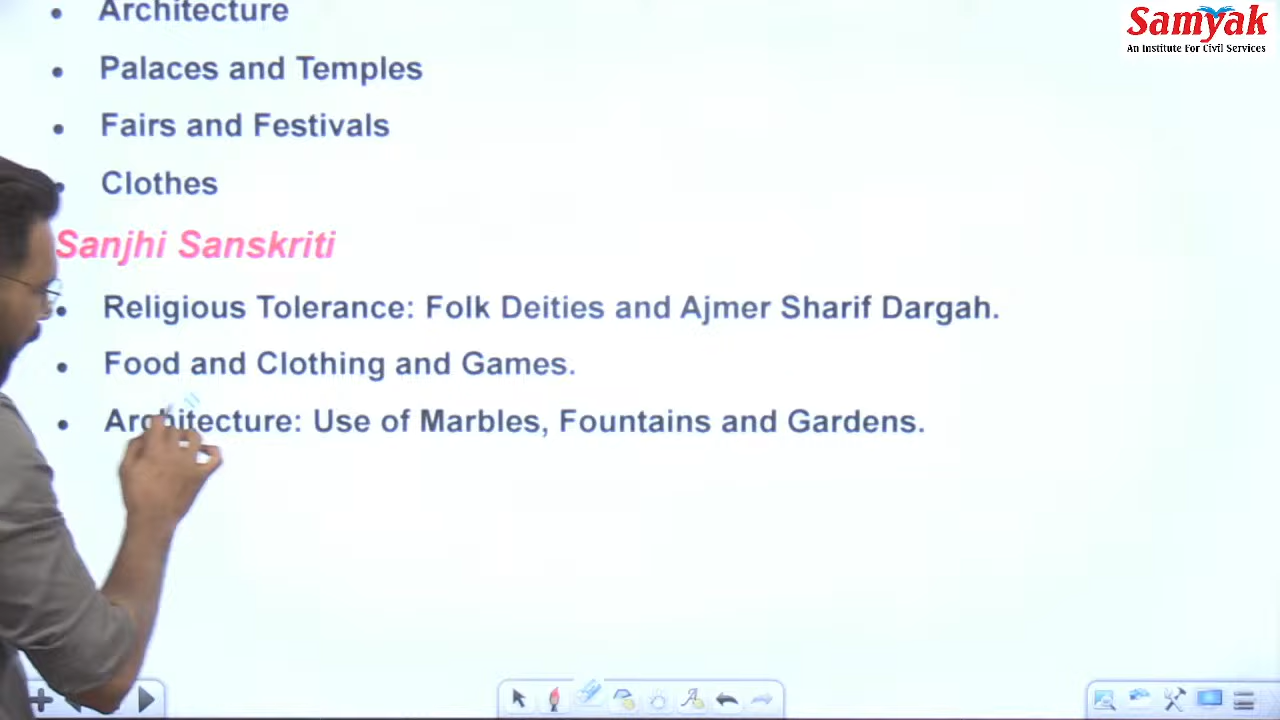 Architecture
Samyak
An Institute For Civil Services
Palaces and Temples
Fairs and Festivals
Clothes
Sanjhi Sanskriti
Religious Tolerance: Folk Deities and Ajmer Sharif Dargah.
Food and Clothing and Games.
Architecture: Use of Marbles, Fountains and Gardens.